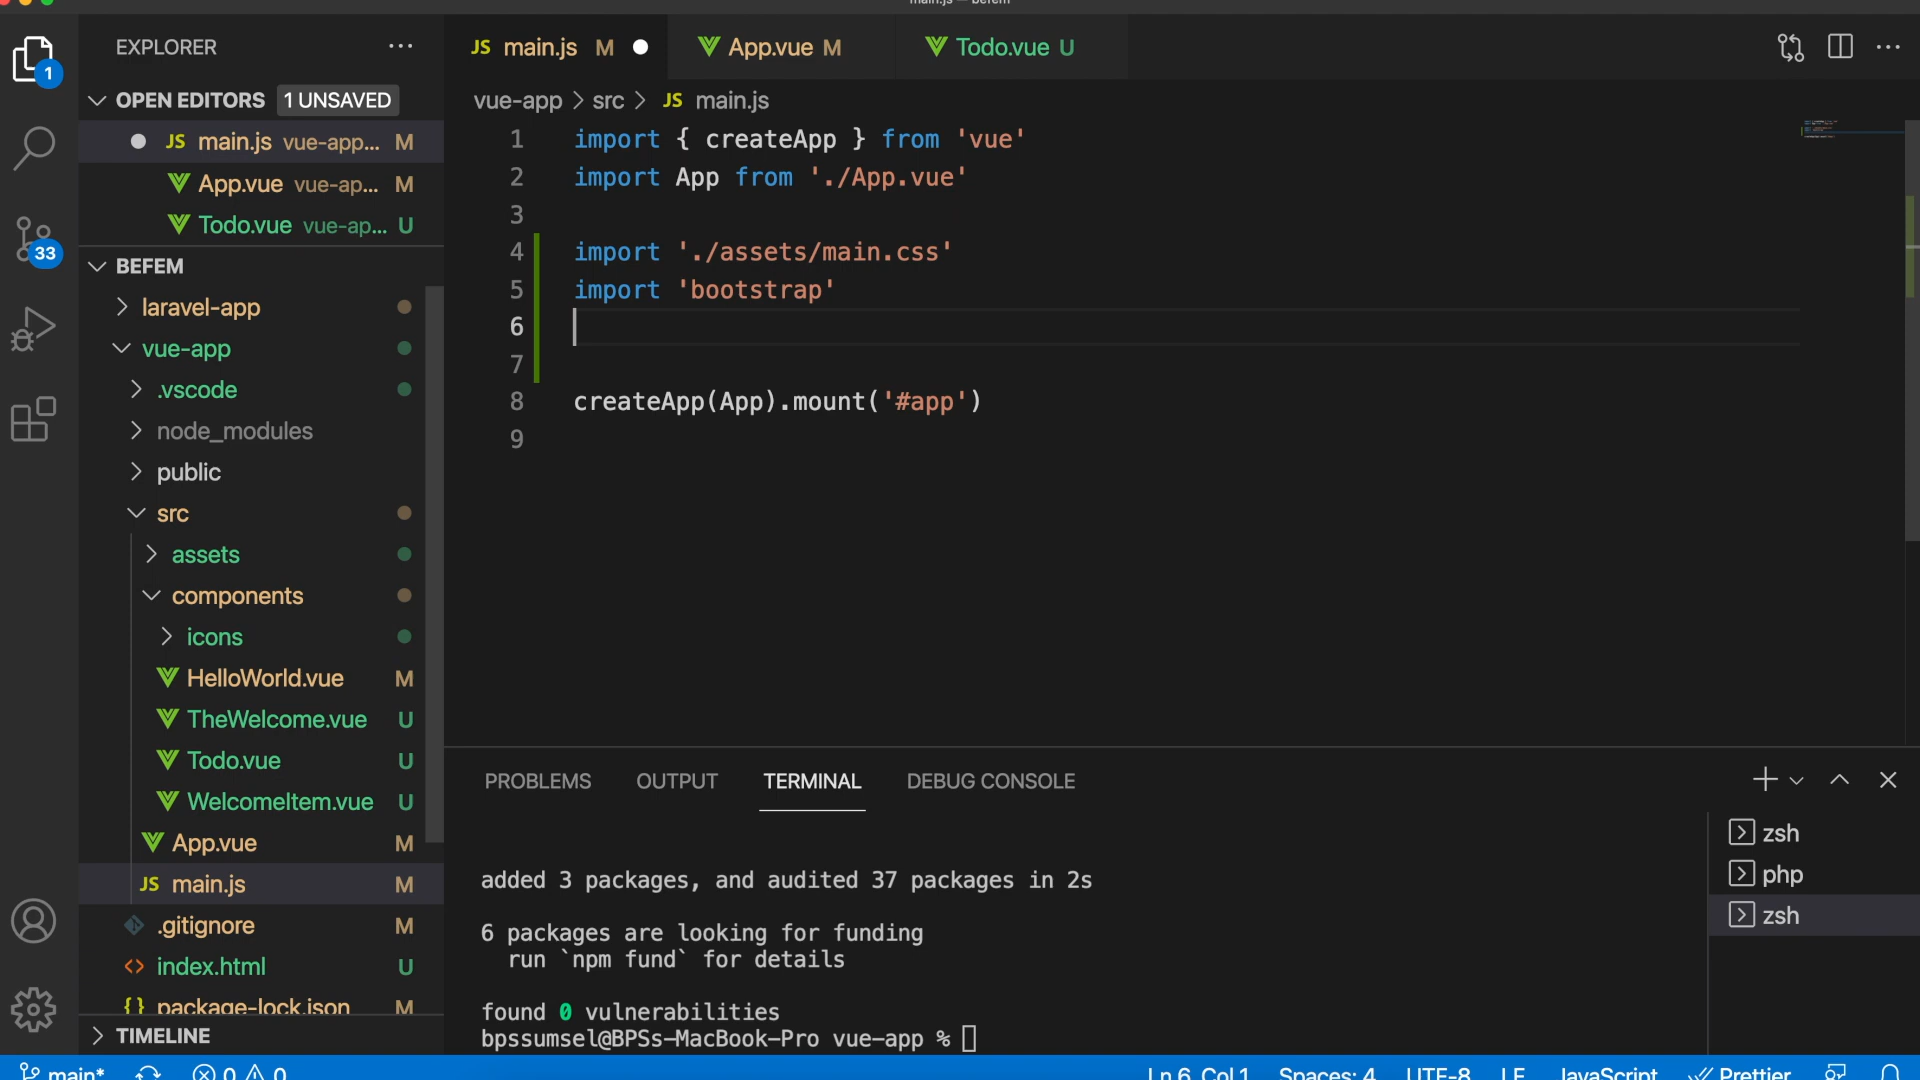 main.js — befem
EXPLORER
OPEN EDITORS 1 UNSAVED
JS main.js vue-app... M
App.vue vue-ap... M
Todo.vue vue-ap... U
BEFEM
laravel-app
vue-app
.vscode
node_modules
public
src
assets
components
icons
HelloWorld.vue M
TheWelcome.vue U
Todo.vue U
WelcomeItem.vue U
App.vue M
JS main.js M
.gitignore M
<> index.html U
{} package-lock.json M
TIMELINE
1
33
JS main.js M
App.vue M
Todo.vue U
vue-app > src > JS main.js
1 import { createApp } from 'vue'
2 import App from './App.vue'
3
4 import './assets/main.css'
5 import 'bootstrap'
6
7
8 createApp(App).mount('#app')
9
PROBLEMS OUTPUT TERMINAL DEBUG CONSOLE
added 3 packages, and audited 37 packages in 2s
6 packages are looking for funding
run `npm fund` for details
found 0 vulnerabilities
bpssumsel@BPSs-MacBook-Pro vue-app %
zsh
php
zsh
main* 0 0 Ln 6, Col 1 Spaces: 4 UTF-8 LF JavaScript Prettier